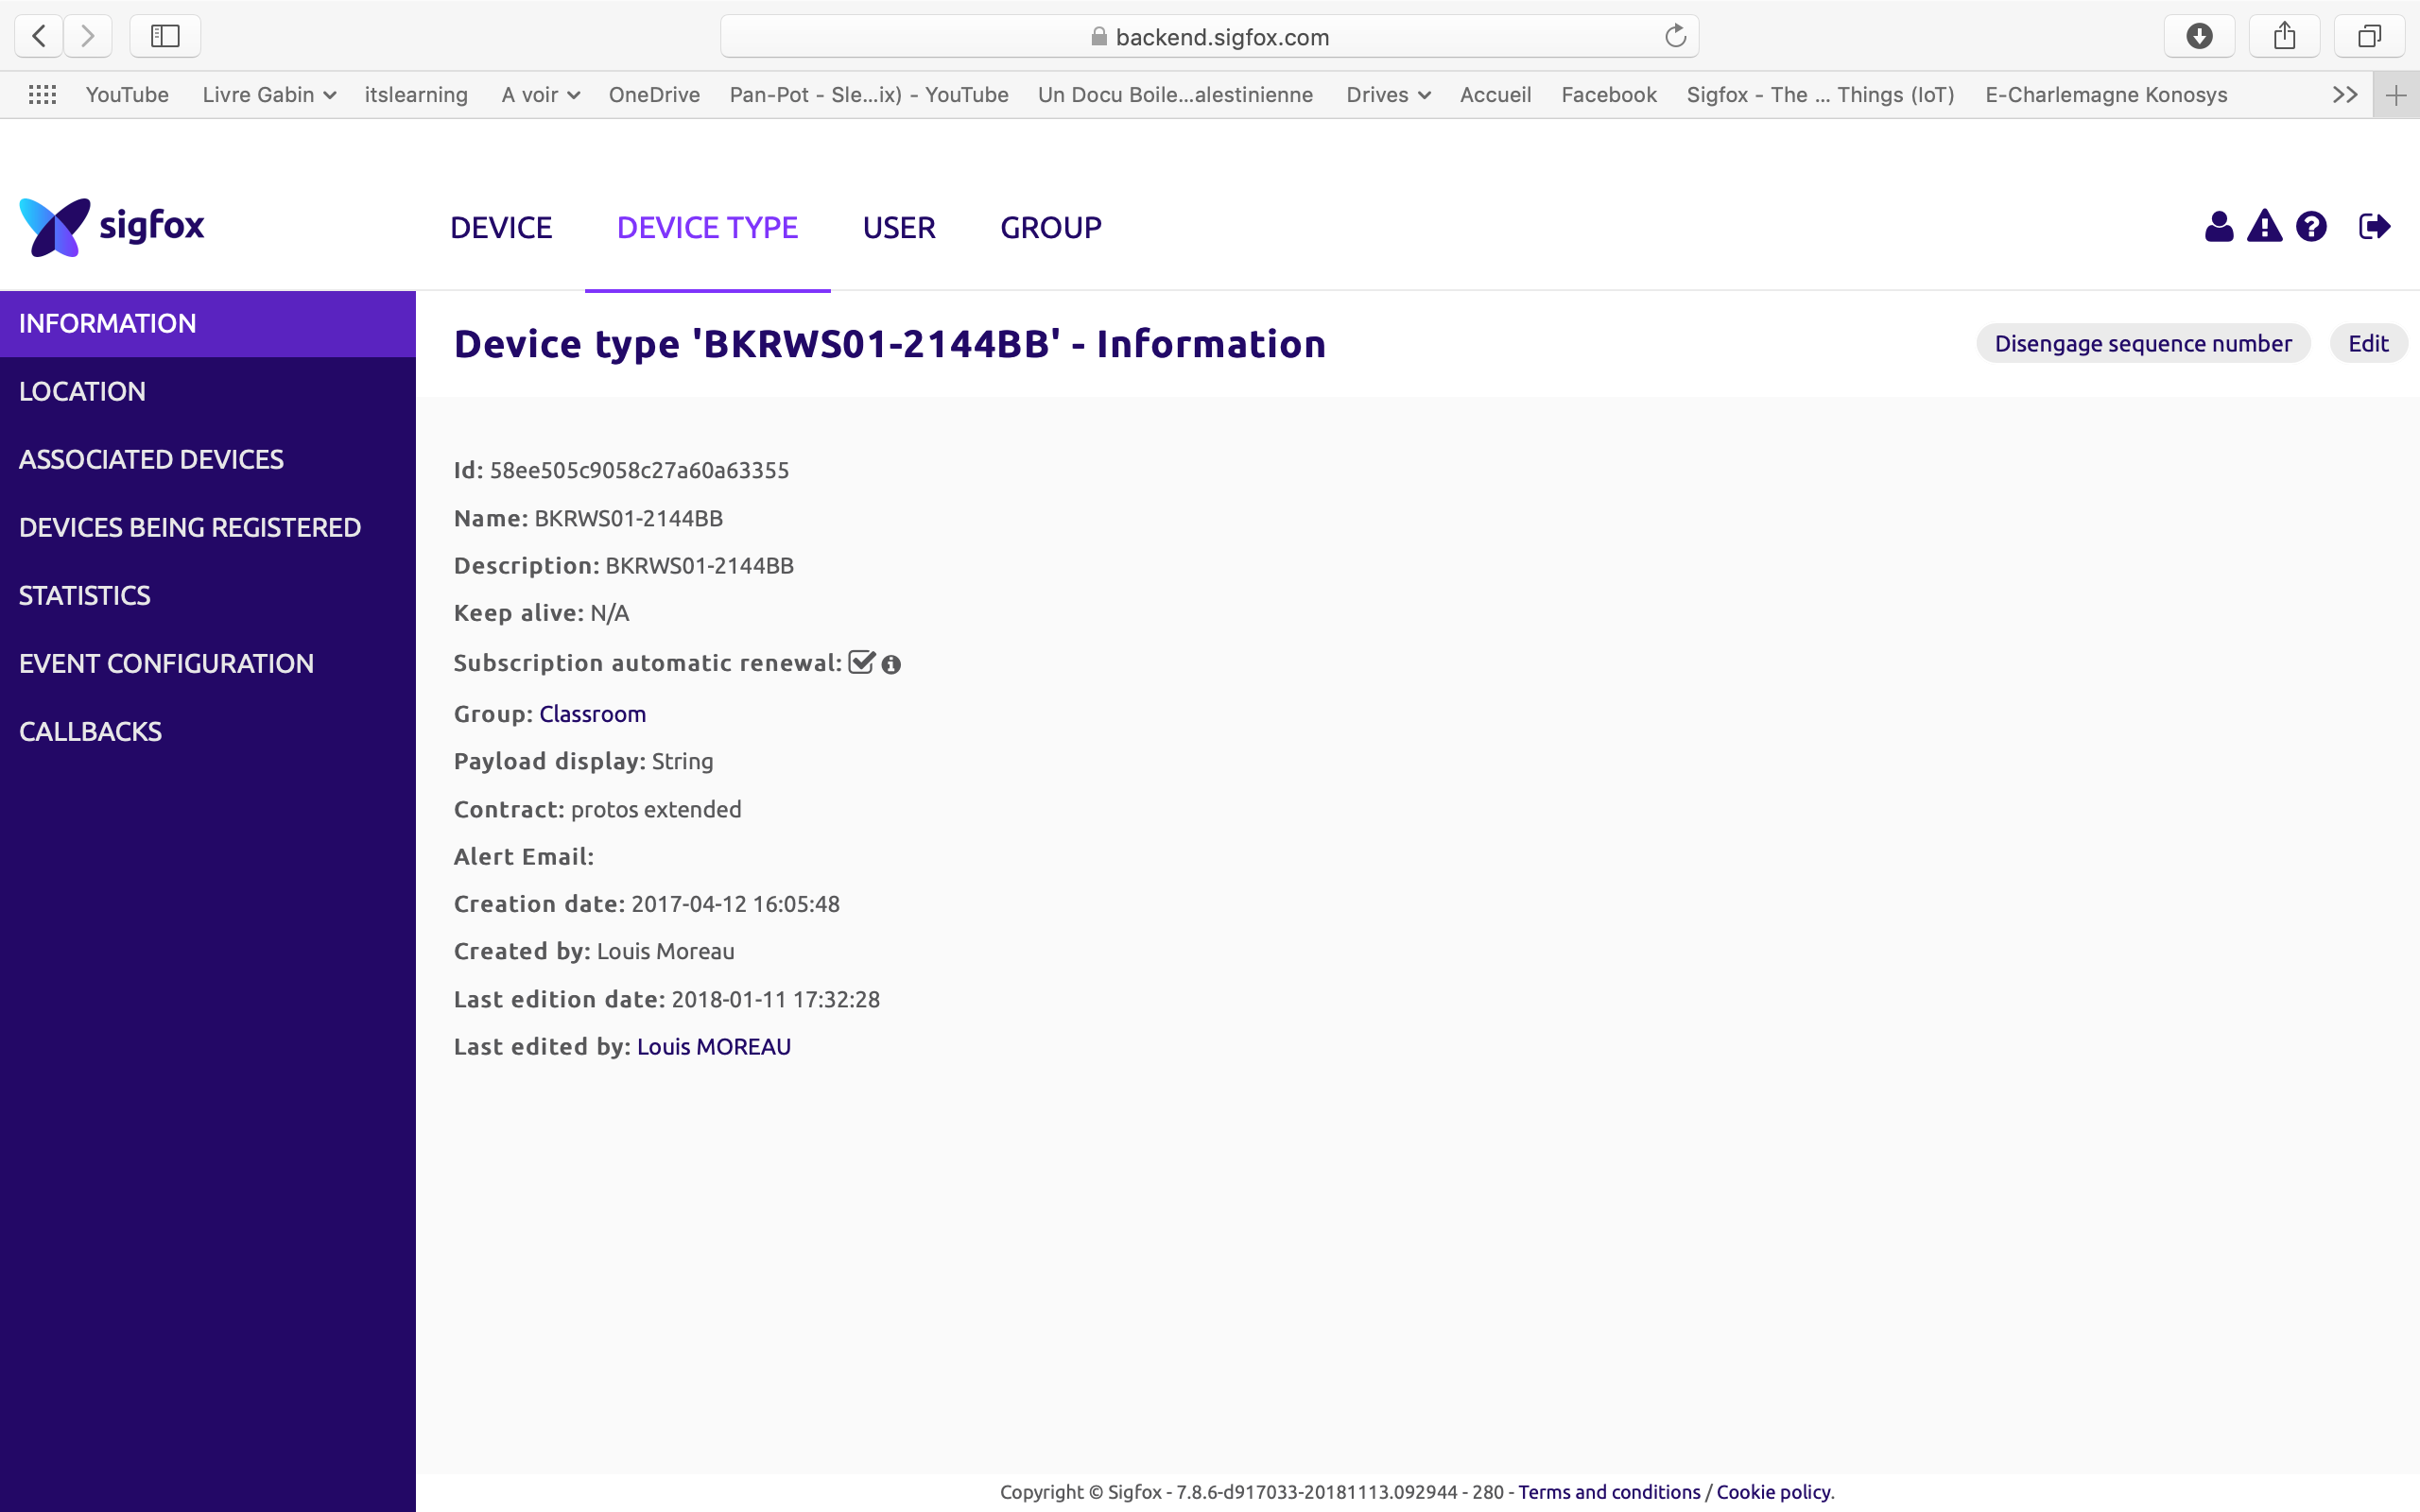 backend.sigfox.com
YouTube Livre Gabin itslearning A voir OneDrive Pan-Pot - Sle...ix) - YouTube Un Docu Boile...alestinienne Drives Accueil Facebook Sigfox - The ... Things (IoT) E-Charlemagne Konosys
sigfox DEVICE DEVICE TYPE USER GROUP
INFORMATION
LOCATION
ASSOCIATED DEVICES
DEVICES BEING REGISTERED
STATISTICS
EVENT CONFIGURATION
CALLBACKS
Device type 'BKRWS01-2144BB' - Information Disengage sequence number Edit
Id: 58ee505c9058c27a60a63355
Name: BKRWS01-2144BB
Description: BKRWS01-2144BB
Keep alive: N/A
Subscription automatic renewal:
Group: Classroom
Payload display: String
Contract: protos extended
Alert Email:
Creation date: 2017-04-12 16:05:48
Created by: Louis Moreau
Last edition date: 2018-01-11 17:32:28
Last edited by: Louis MOREAU
Copyright © Sigfox - 7.8.6-d917033-20181113.092944 - 280 - Terms and conditions / Cookie policy.